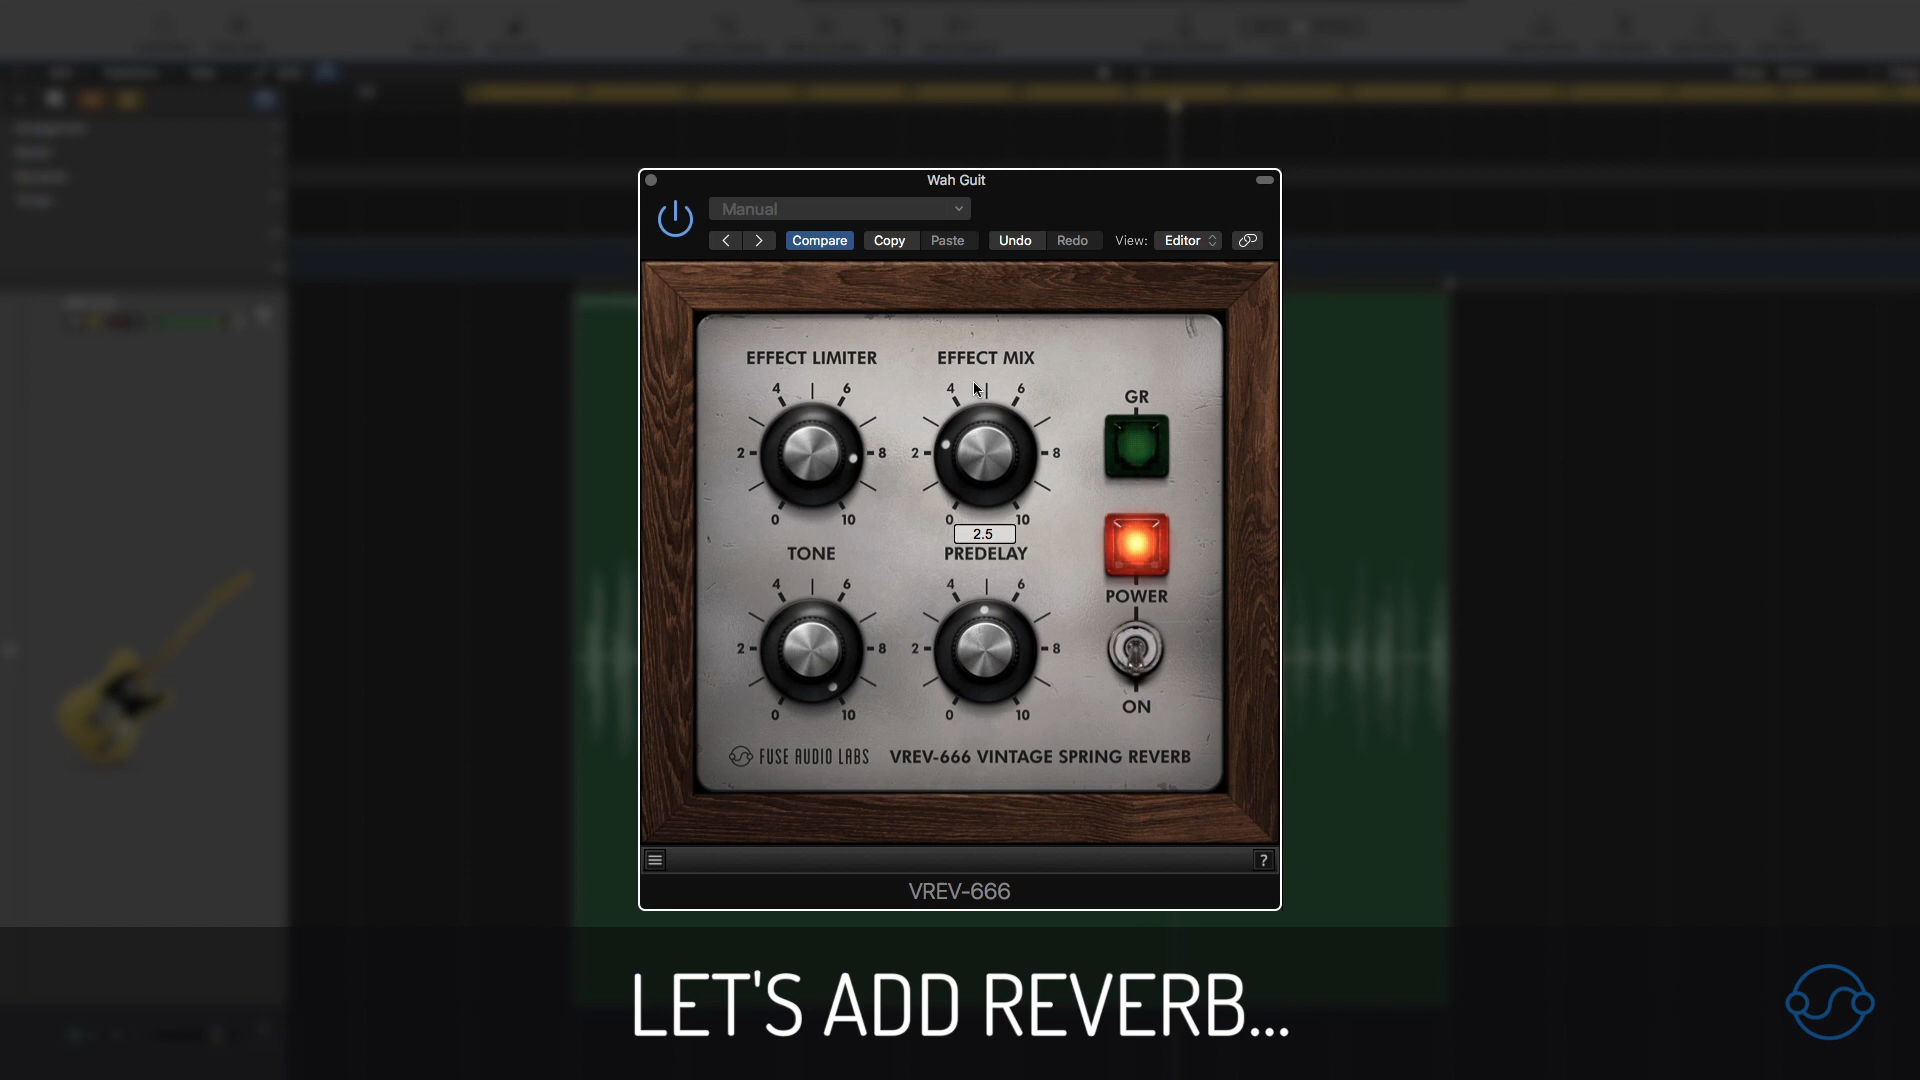 Wah Guit
Manual
Compare Copy Paste Undo Redo View: Editor
EFFECT LIMITER EFFECT MIX
4 6 4 6
GR
2 8 2 8
0 10 0 10
2.5
TONE PREDELAY
4 6 4 6
POWER
2 8 2 8
ON
0 10 0 10
FUSE AUDIO LABS VREV-666 VINTAGE SPRING REVERB
?
VREV-666
LET'S ADD REVERB...